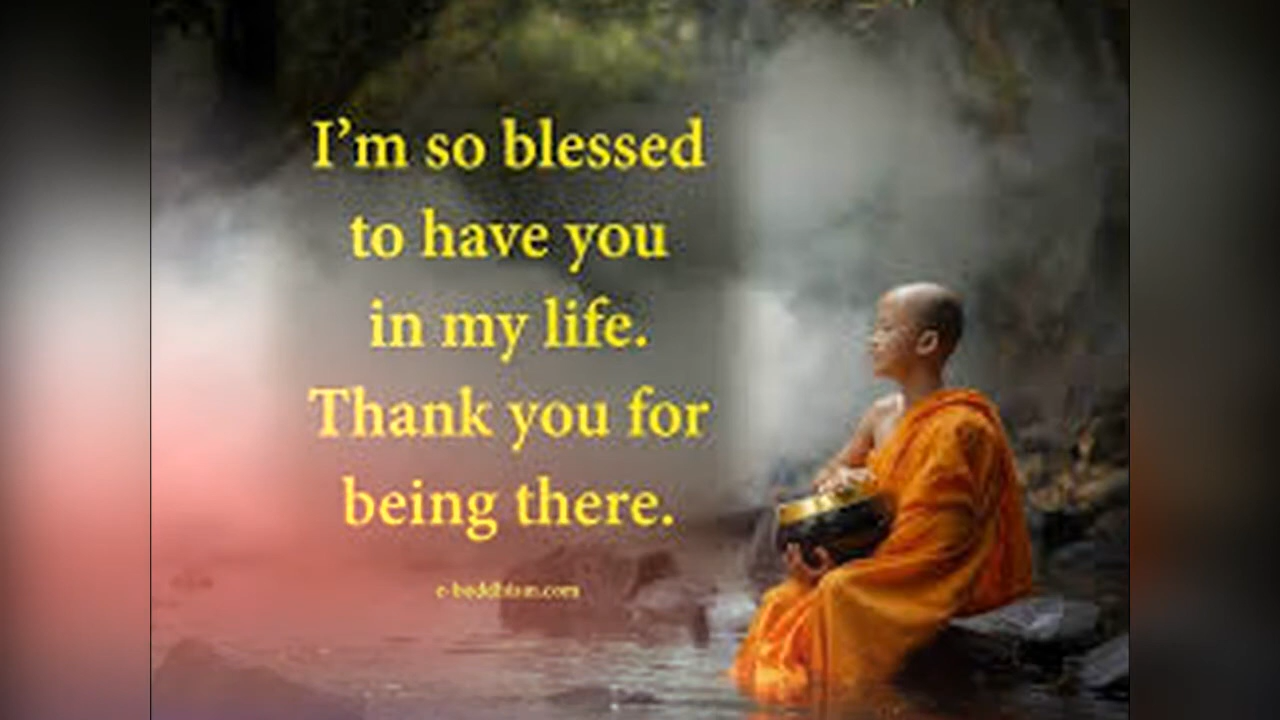 I'm so blessed
to have you
in my life.
Thank you for
being there.
e-buddhism.com